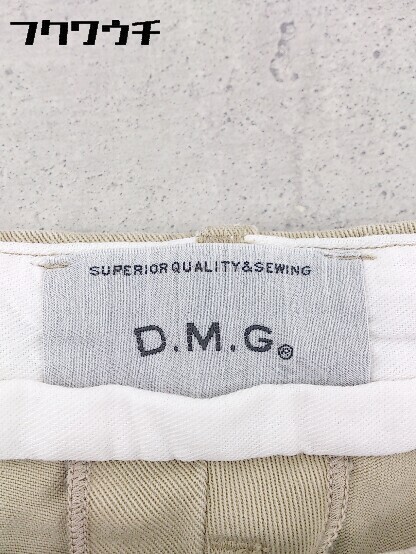 フクワウチ
SUPERIOR QUALITY&SEWING
D.M.G®